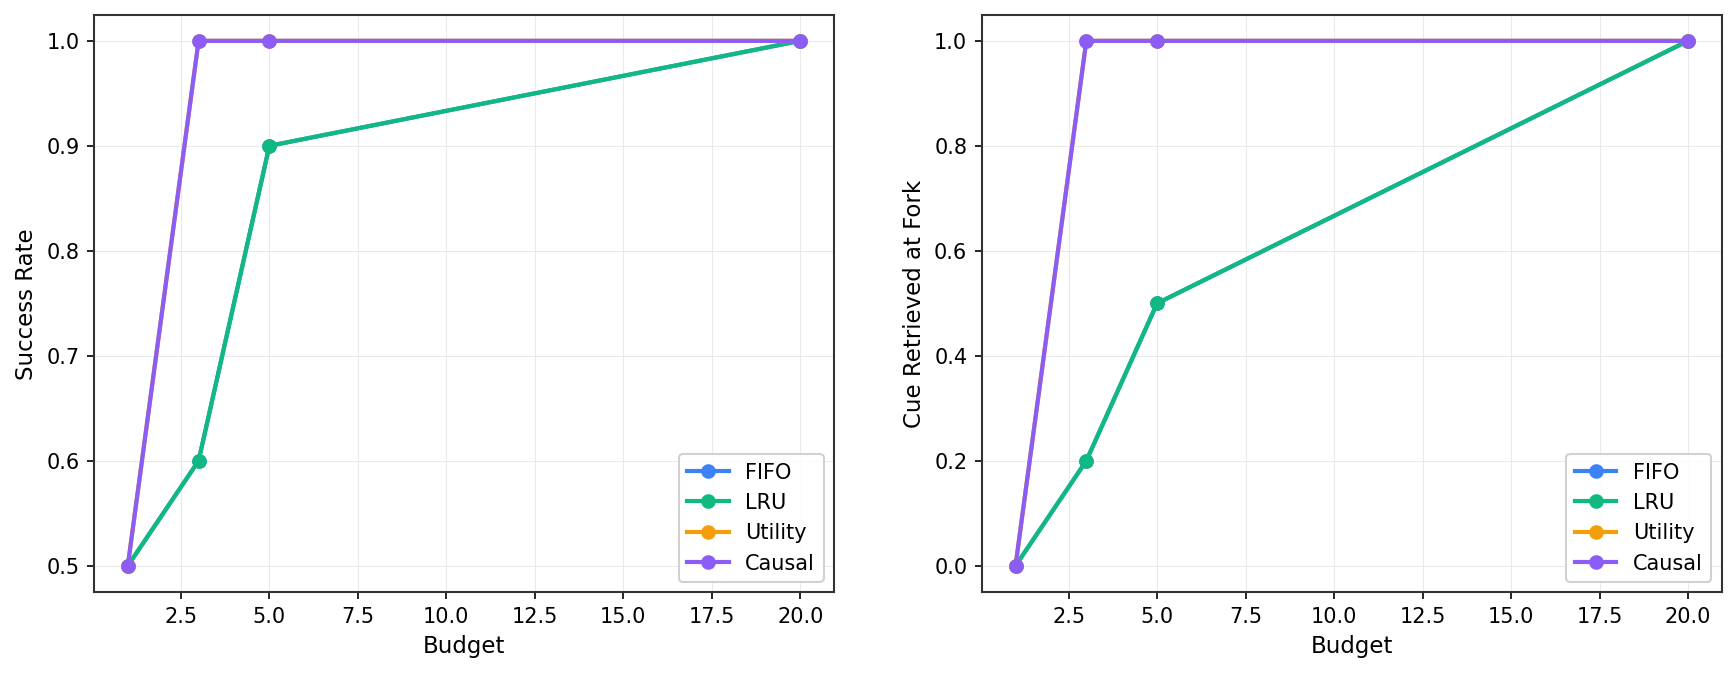 1.0
0.9
0.8
0.7
0.6
0.5
Success Rate
2.5 5.0 7.5 10.0 12.5 15.0 17.5 20.0
Budget
FIFO
LRU
Utility
Causal
1.0
0.8
0.6
0.4
0.2
0.0
Cue Retrieved at Fork
2.5 5.0 7.5 10.0 12.5 15.0 17.5 20.0
Budget
FIFO
LRU
Utility
Causal